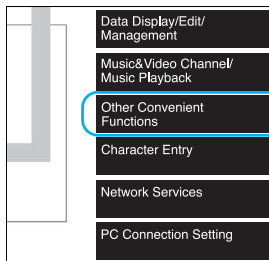 Data Display/Edit/
Management
Music&Video Channel/
Music Playback
Other Convenient
Functions
Character Entry
Network Services
PC Connection Setting